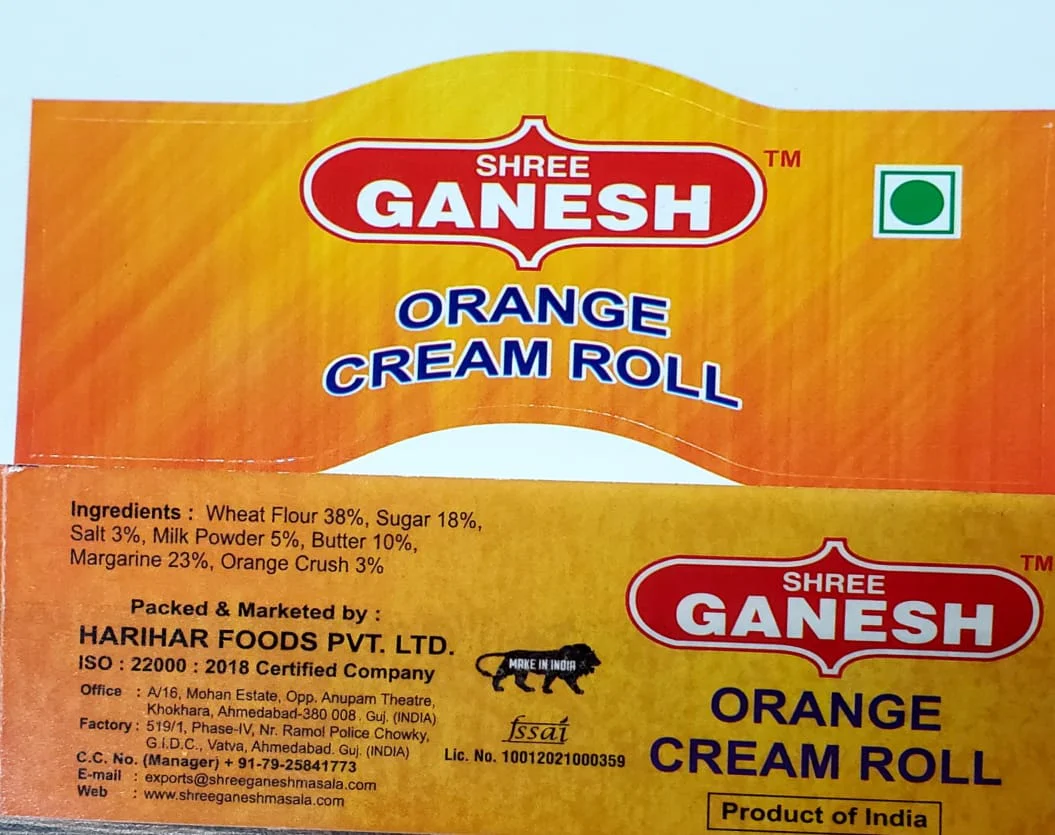 SHREE
GANESH
TM
ORANGE
CREAM ROLL
Ingredients : Wheat Flour 38%, Sugar 18%,
Salt 3%, Milk Powder 5%, Butter 10%,
Margarine 23%, Orange Crush 3%
Packed & Marketed by :
HARIHAR FOODS PVT. LTD.
ISO : 22000 : 2018 Certified Company
Office : A/16, Mohan Estate, Opp. Anupam Theatre,
Khokhara, Ahmedabad-380 008. Guj. (INDIA)
Factory : 519/1, Phase-IV, Nr. Ramol Police Chowky,
G.I.D.C., Vatva, Ahmedabad. Guj. (INDIA)
C.C. No. (Manager) + 91-79-25841773
E-mail : exports@shreeganeshmasala.com
Web : www.shreeganeshmasala.com
MAKE IN INDIA
fssai
Lic. No. 10012021000359
SHREE
GANESH
TM
ORANGE
CREAM ROLL
Product of India